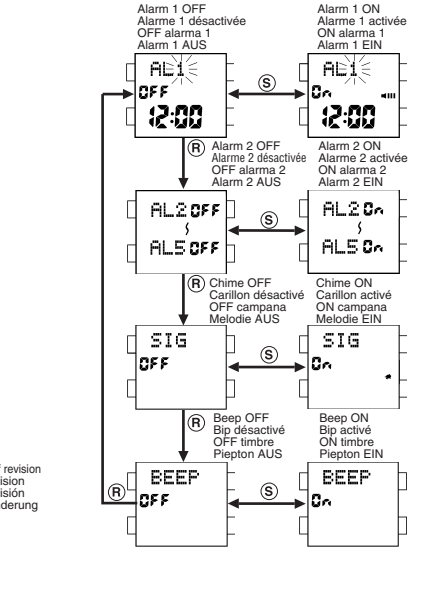 Alarm 1 OFF
Alarme 1 désactivée
OFF alarma 1
Alarm 1 AUS
Alarm 1 ON
Alarme 1 activée
ON alarma 1
Alarm 1 EIN
AL1
OFF
12:00
S
AL1
On
12:00
R
Alarm 2 OFF
Alarme 2 désactivée
OFF alarma 2
Alarm 2 AUS
Alarm 2 ON
Alarme 2 activée
ON alarma 2
Alarm 2 EIN
AL2 OFF
AL5 OFF
S
AL2 On
AL5 On
R
Chime OFF
Carillon désactivé
OFF campana
Melodie AUS
Chime ON
Carillon activé
ON campana
Melodie EIN
SIG
OFF
S
SIG
On
R
Beep OFF
Bip désactivé
OFF timbre
Piepton AUS
Beep ON
Bip activé
ON timbre
Piepton EIN
revision
R
BEEP
OFF
S
BEEP
On